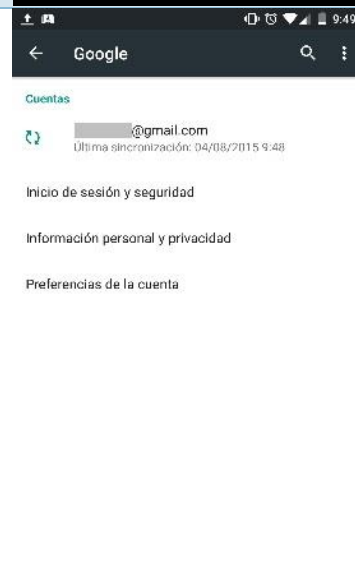 9:49
Google
Cuentas
@gmail.com
Última sincronización: 04/08/2015 9:48
Inicio de sesión y seguridad
Información personal y privacidad
Preferencias de la cuenta